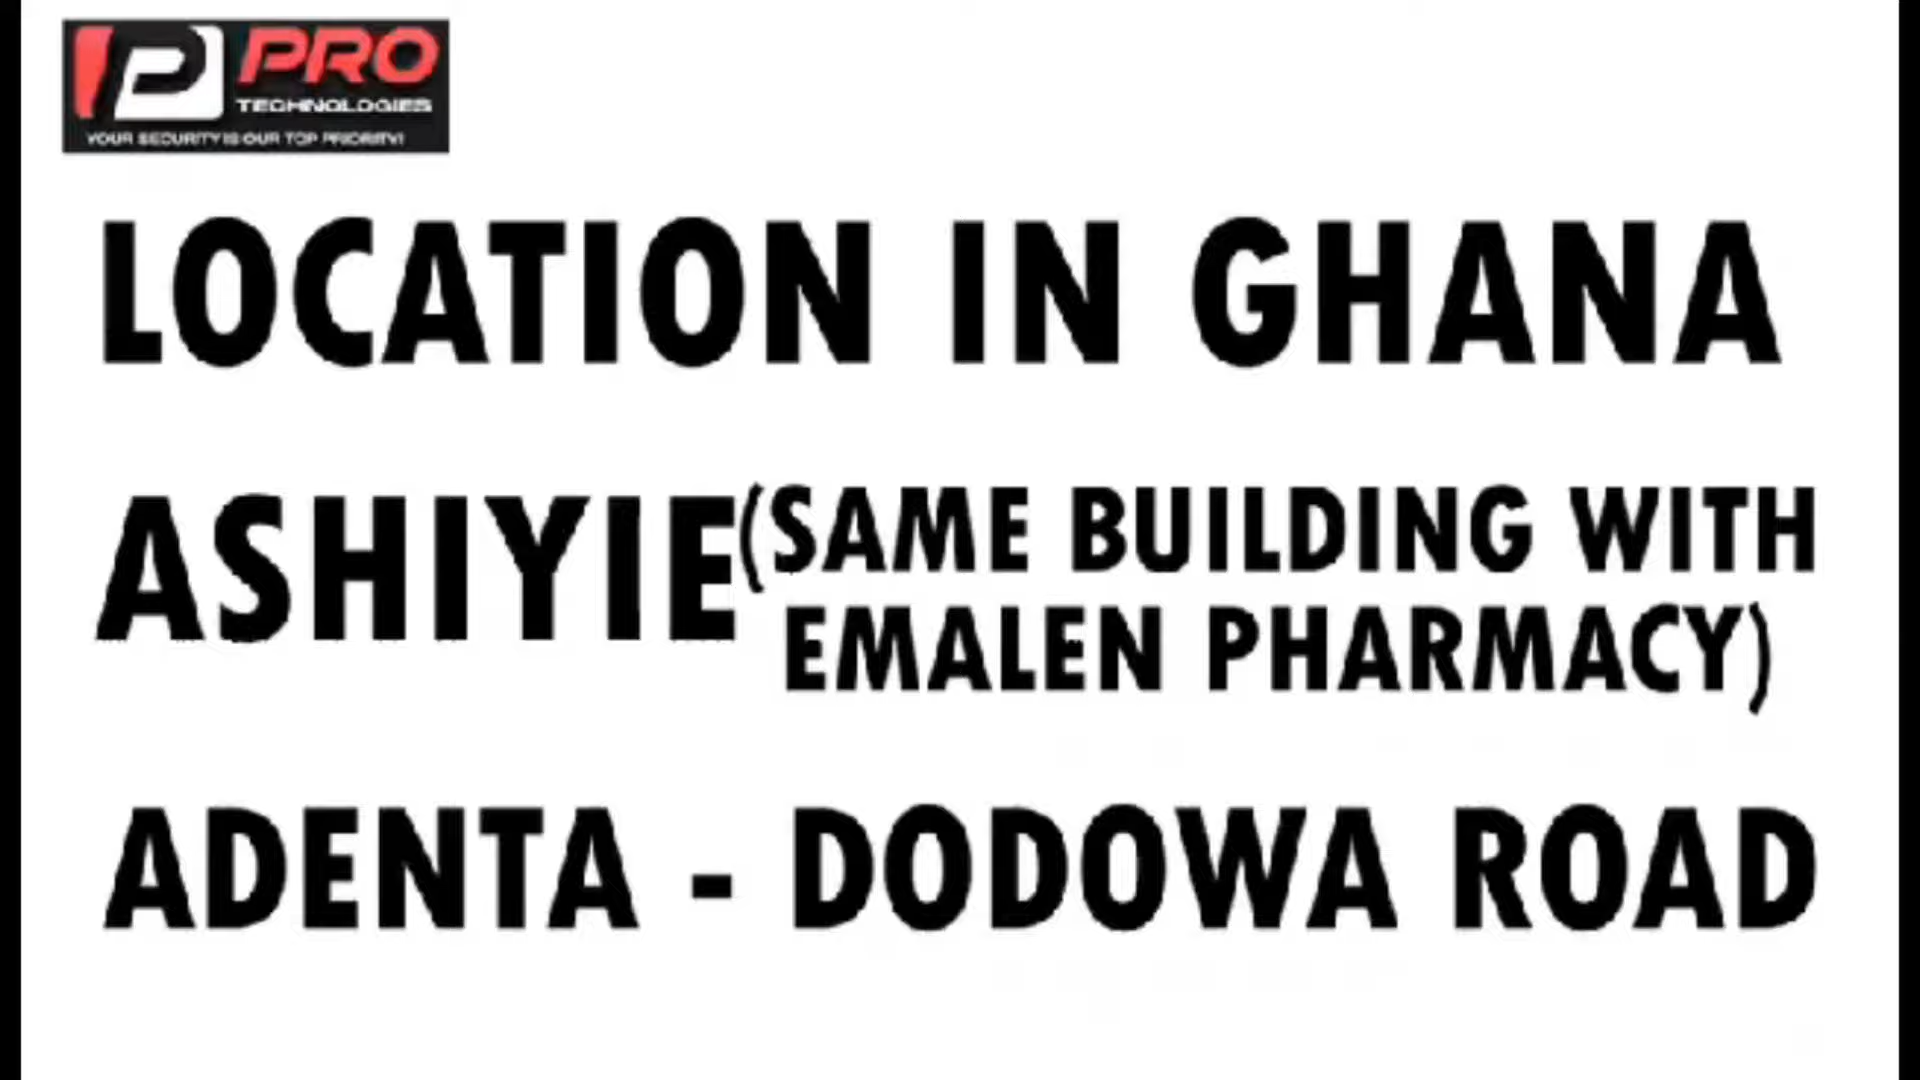 PRO
TECHNOLOGIES
YOUR SECURITY IS OUR TOP PRIORITY!
LOCATION IN GHANA
ASHIYIE (SAME BUILDING WITH
EMALEN PHARMACY)
ADENTA - DODOWA ROAD